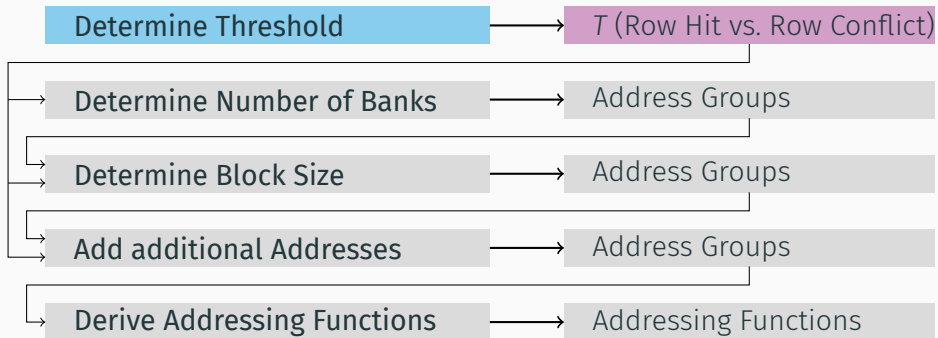 Determine Threshold
T (Row Hit vs. Row Conflict)
Determine Number of Banks
Address Groups
Determine Block Size
Address Groups
Add additional Addresses
Address Groups
Derive Addressing Functions
Addressing Functions